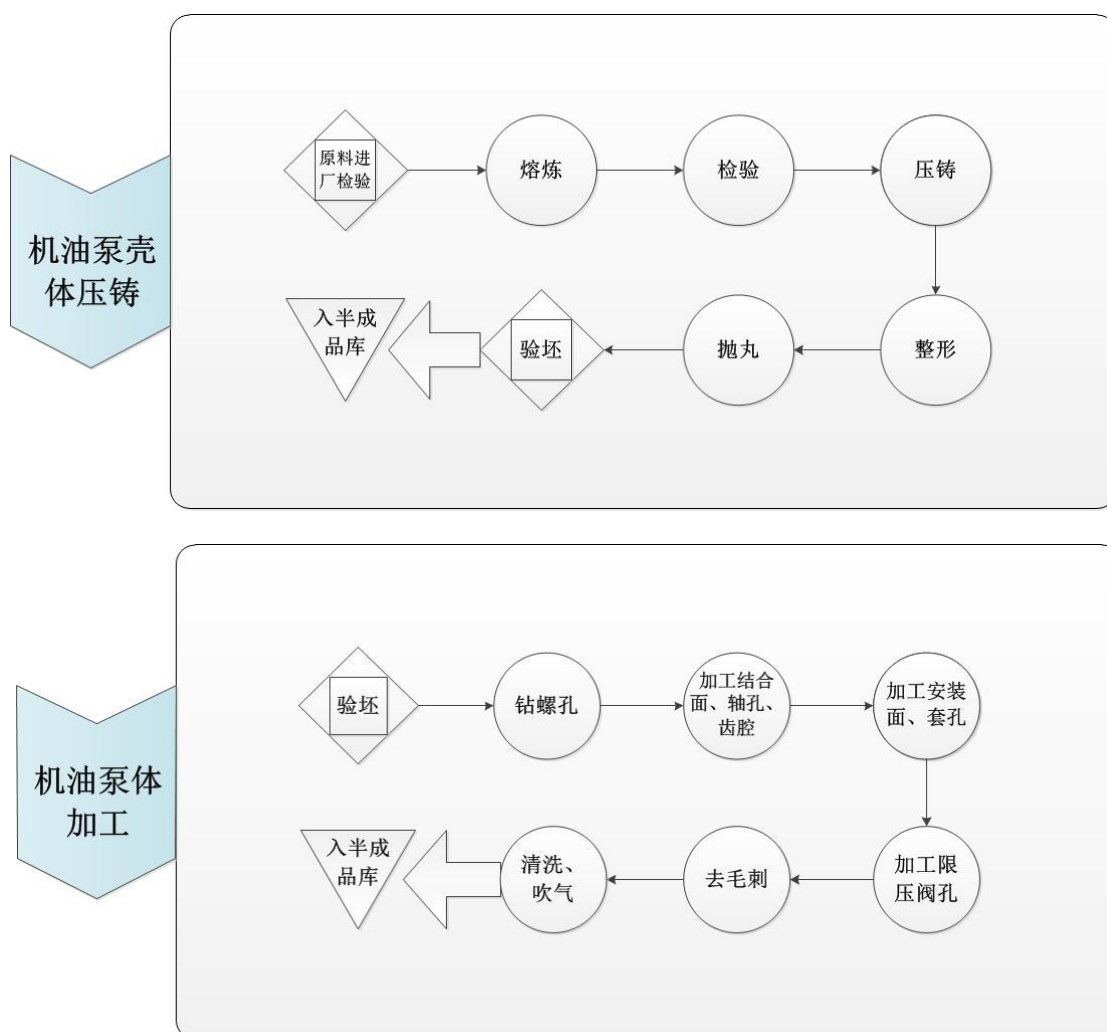 机油泵壳
体压铸
原料进
厂检验
熔炼
检验
压铸
整形
抛丸
验坯
入半成
品库
机油泵体
加工
验坯
钻螺孔
加工结合
面、轴孔、
齿腔
加工安装
面、套孔
加工限
压阀孔
去毛刺
清洗、
吹气
入半成
品库